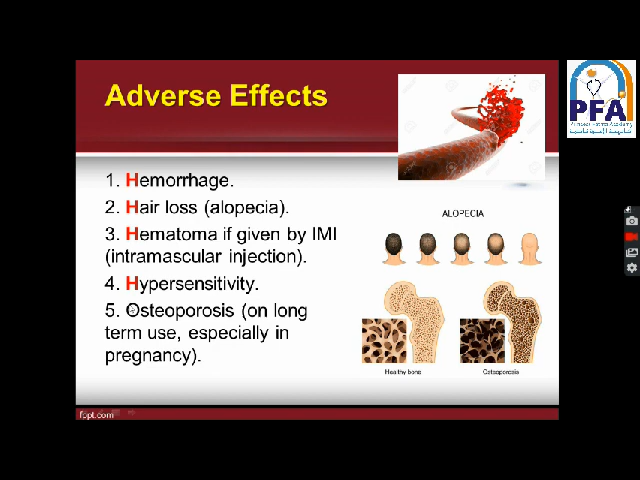 Adverse Effects
PFA
1. Hemorrhage.
2. Hair loss (alopecia).
3. Hematoma if given by IMI
(intramascular injection).
4. Hypersensitivity.
5. Osteoporosis (on long
term use, especially in
pregnancy).
ALOPECIA
Healthy bone
Osteoporosis
fppt.com